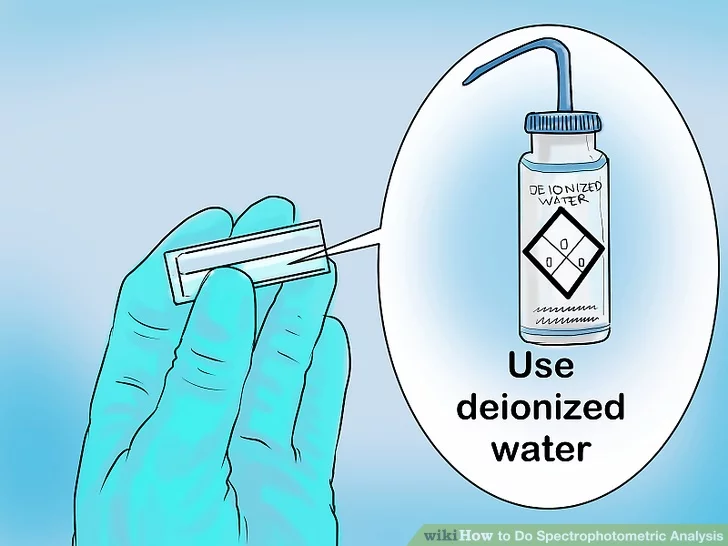 DEIONIZED
WATER
0
0 0
Use
deionized
water
wikiHow to Do Spectrophotometric Analysis